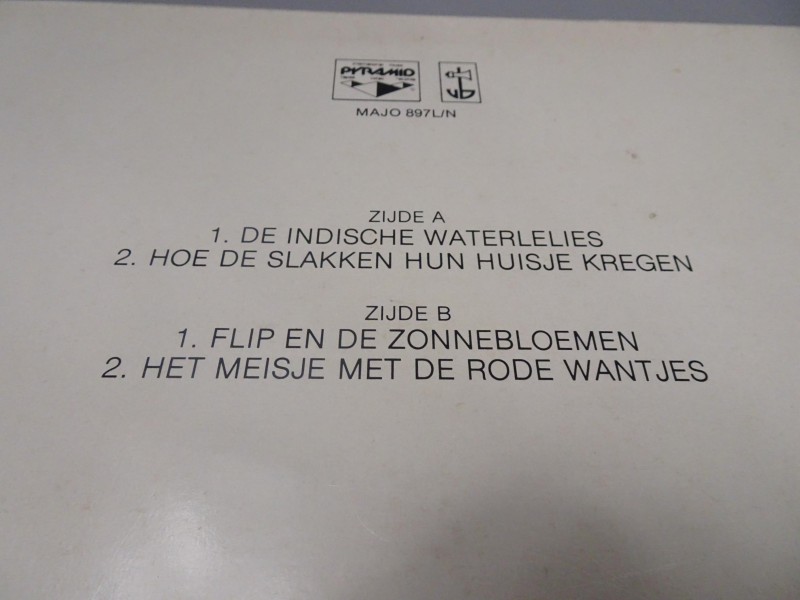 PYRAMID
MAJO 897L/N
ZIJDE A
1. DE INDISCHE WATERLELIES
2. HOE DE SLAKKEN HUN HUISJE KREGEN
ZIJDE B
1. FLIP EN DE ZONNEBLOEMEN
2. HET MEISJE MET DE RODE WANTJES